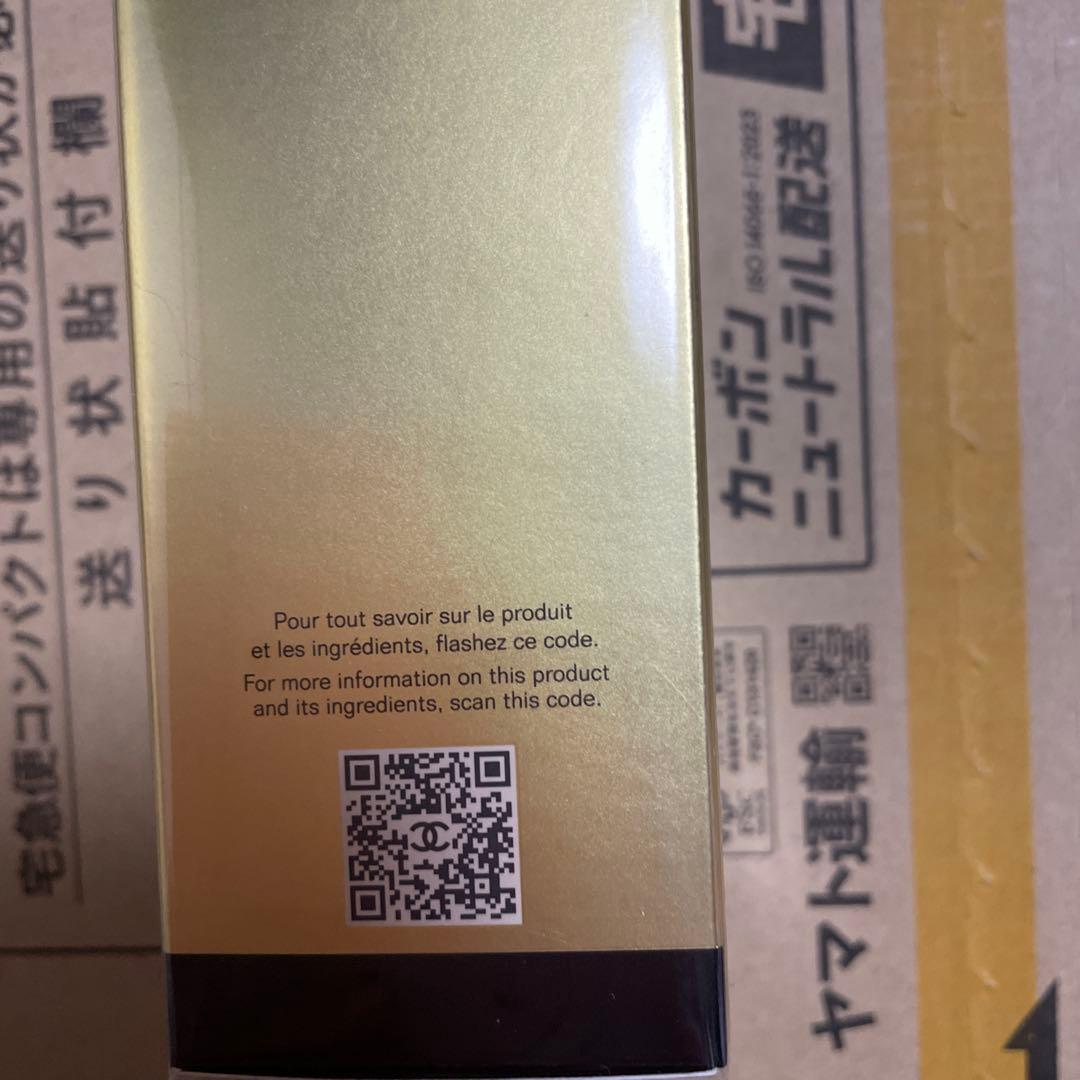 Pour tout savoir sur le produit
et les ingrédients, flashez ce code.
For more information on this product
and its ingredients, scan this code.
宅急便コンパクトは専用の送り状が必
送り状貼付欄
宅
カーボン ISO 14068-1:2023
ニュートラル配送
ヤマト運輸